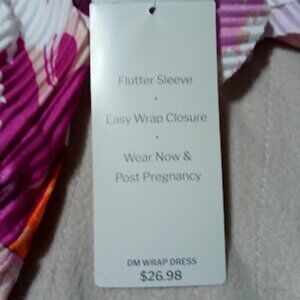 Flutter Sleeve
•
Easy Wrap Closure
•
Wear Now &
Post Pregnancy
DM WRAP DRESS
$26.98